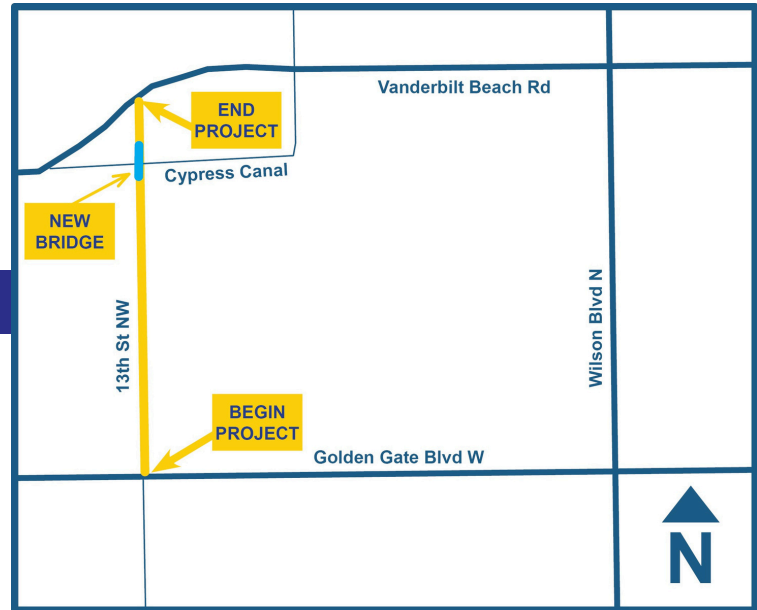 Vanderbilt Beach Rd
END
PROJECT
Cypress Canal
NEW
BRIDGE
13th St NW
Wilson Blvd N
BEGIN
PROJECT
Golden Gate Blvd W
N